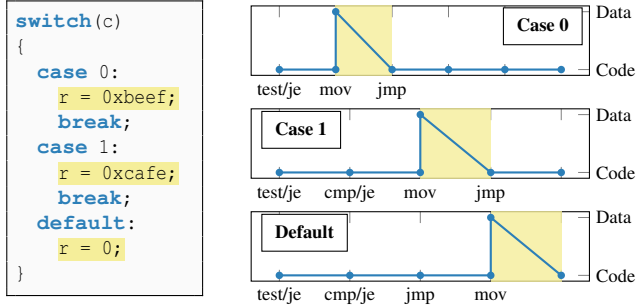 switch(c)
{
case 0:
r = 0xbeef;
break;
case 1:
r = 0xcafe;
break;
default:
r = 0;
}
Case 0
Data
Code
test/je mov jmp
Case 1
Data
Code
test/je cmp/je mov jmp
Default
Data
Code
test/je cmp/je jmp mov